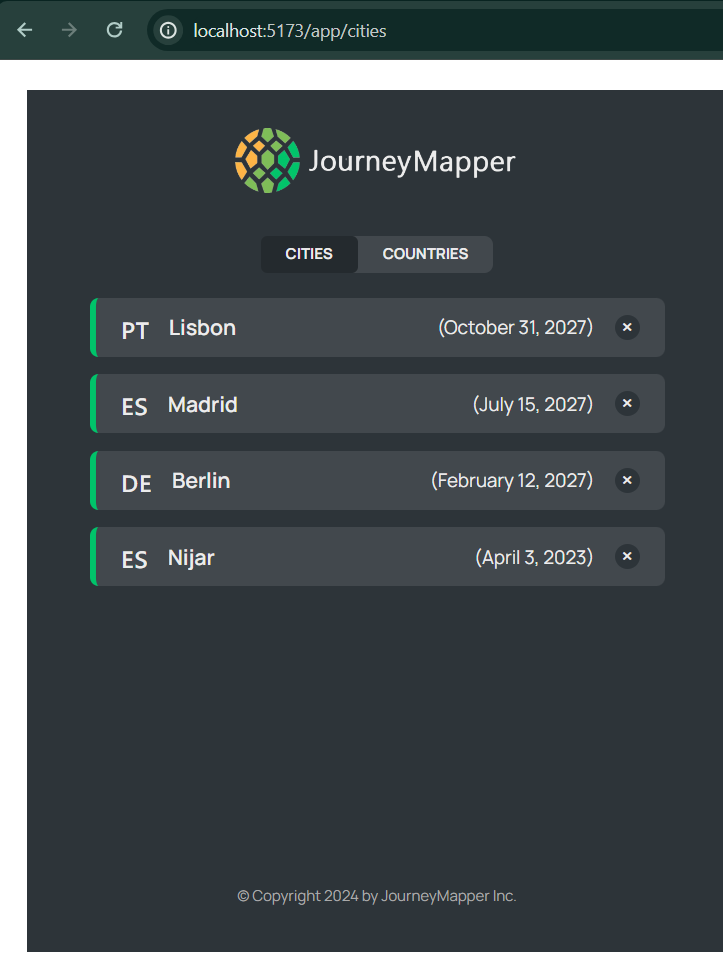 localhost:5173/app/cities
JourneyMapper
CITIES COUNTRIES
PT Lisbon (October 31, 2027) ×
ES Madrid (July 15, 2027) ×
DE Berlin (February 12, 2027) ×
ES Nijar (April 3, 2023) ×
© Copyright 2024 by JourneyMapper Inc.